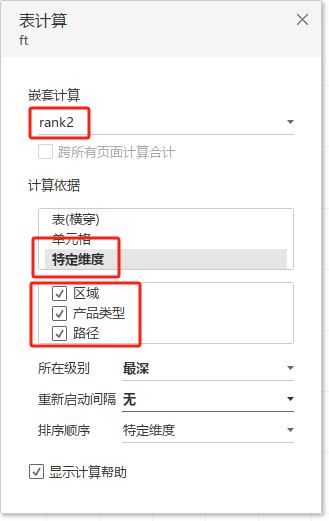 表计算
ft
嵌套计算
rank2
跨所有页面计算合计
计算依据
表(横穿)
单元格
特定维度
区域
产品类型
路径
所在级别 最深
重新启动间隔 无
排序顺序 特定维度
显示计算帮助